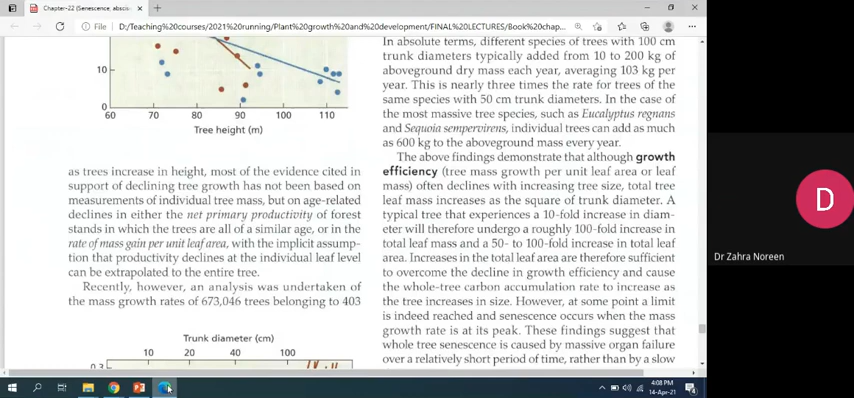 Chapter-22 (Senescence, abscis
File
D:/Teaching%20courses/2021%20running/Plant%20growth%20and%20development/FINAL%20LECTURES/Book%20chap...
10
0
60 70 80 90 100 110
Tree height (m)
as trees increase in height, most of the evidence cited in
support of declining tree growth has not been based on
measurements of individual tree mass, but on age-related
declines in either the net primary productivity of forest
stands in which the trees are all of a similar age, or in the
rate of mass gain per unit leaf area, with the implicit assump-
tion that productivity declines at the individual leaf level
can be extrapolated to the entire tree.
Recently, however, an analysis was undertaken of
the mass growth rates of 673,046 trees belonging to 403
Trunk diameter (cm)
10 20 40 100
0.3
In absolute terms, different species of trees with 100 cm
trunk diameters typically added from 10 to 200 kg of
aboveground dry mass each year, averaging 103 kg per
year. This is nearly three times the rate for trees of the
same species with 50 cm trunk diameters. In the case of
the most massive tree species, such as Eucalyptus regnans
and Sequoia sempervirens, individual trees can add as much
as 600 kg to the aboveground mass every year.
The above findings demonstrate that although growth
efficiency (tree mass growth per unit leaf area or leaf
mass) often declines with increasing tree size, total tree
leaf mass increases as the square of trunk diameter. A
typical tree that experiences a 10-fold increase in diam-
eter will therefore undergo a roughly 100-fold increase in
total leaf mass and a 50- to 100-fold increase in total leaf
area. Increases in the total leaf area are therefore sufficient
to overcome the decline in growth efficiency and cause
the whole-tree carbon accumulation rate to increase as
the tree increases in size. However, at some point a limit
is indeed reached and senescence occurs when the mass
growth rate is at its peak. These findings suggest that
whole tree senescence is caused by massive organ failure
over a relatively short period of time, rather than by a slow
D
Dr Zahra Noreen
4:08 PM
14-Apr-21